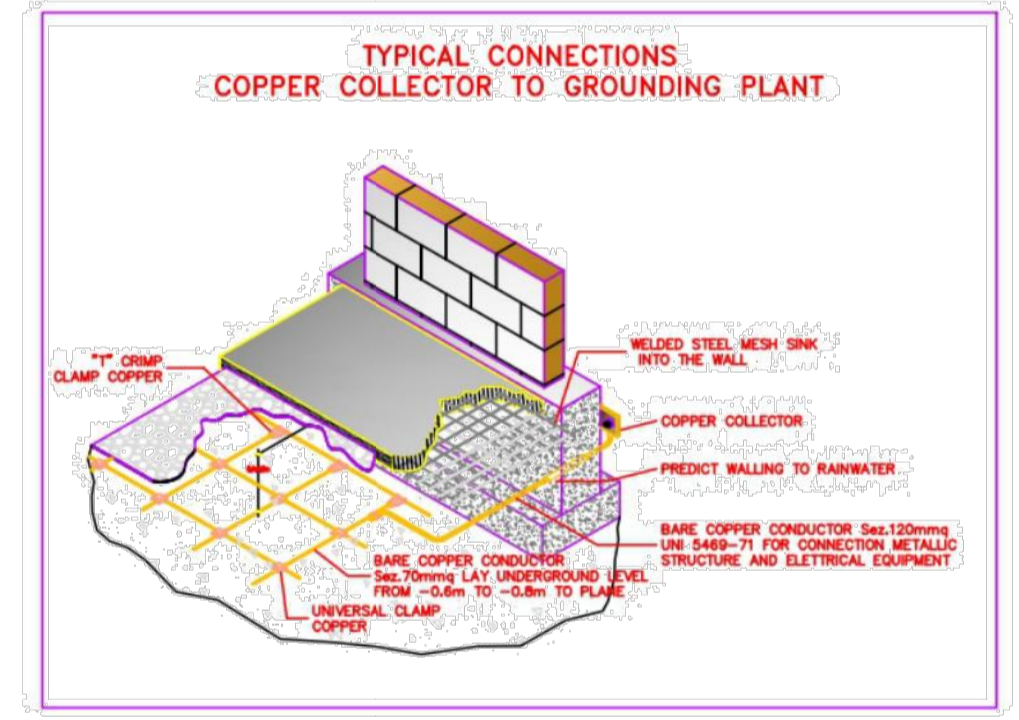 TYPICAL CONNECTIONS
COPPER COLLECTOR TO GROUNDING PLANT
WELDED STEEL MESH SINK
INTO THE WALL
"T" CRIMP
CLAMP COPPER
COPPER COLLECTOR
PREDICT WALLING TO RAINWATER
BARE COPPER CONDUCTOR Sez.120mmq
UNI 5469-71 FOR CONNECTION METALLIC
STRUCTURE AND ELETTRICAL EQUIPMENT
BARE COPPER CONDUCTOR
Sez.70mmq LAY UNDERGROUND LEVEL
FROM -0.6m TO -0.8m TO PLANE
UNIVERSAL CLAMP
COPPER